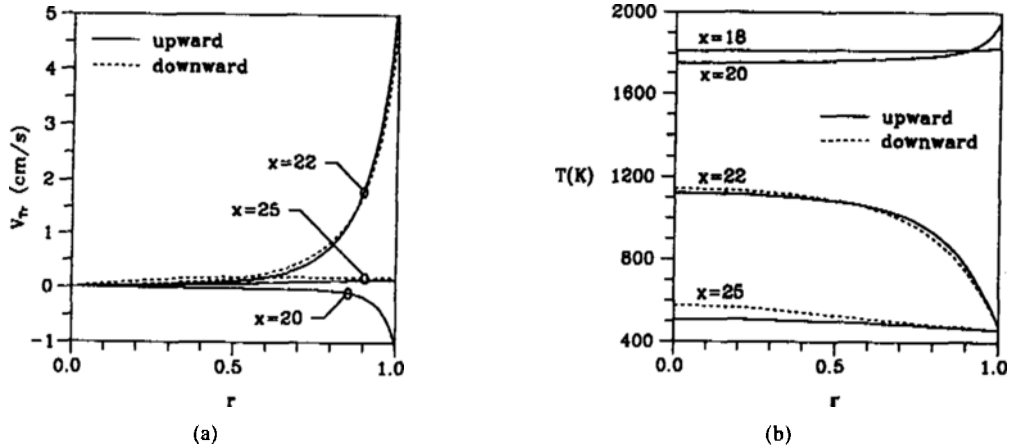 5
4
3
2
1
0
-1
V_Tr (cm/s)
upward
downward
x=22
x=25
x=20
0.0
0.5
1.0
r
(a)
2000
1600
1200
800
400
T(K)
x=18
x=20
upward
downward
x=22
x=25
0.0
0.5
1.0
r
(b)